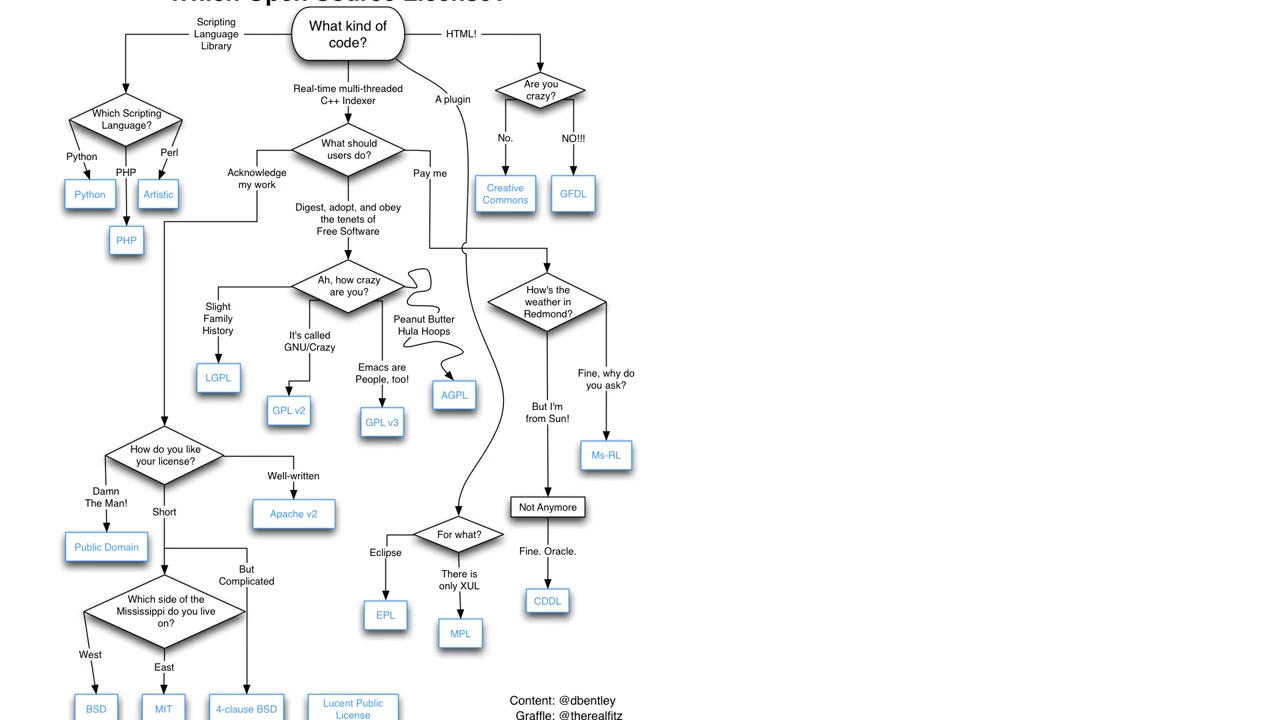 Which Open Source License?
What kind of
code?
Scripting
Language
Library
HTML!
Real-time multi-threaded
C++ Indexer
A plugin
Are you
crazy?
Which Scripting
Language?
No.
NO!!!
What should
users do?
Python
PHP
Perl
Acknowledge
my work
Pay me
Python
Artistic
Creative
Commons
GFDL
Digest, adopt, and obey
the tenets of
Free Software
PHP
Ah, how crazy
are you?
How's the
weather in
Redmond?
Slight
Family
History
It's called
GNU/Crazy
Peanut Butter
Hula Hoops
Emacs are
People, too!
Fine, why do
you ask?
LGPL
GPL v2
GPL v3
AGPL
But I'm
from Sun!
How do you like
your license?
Ms-RL
Damn
The Man!
Short
Well-written
Apache v2
Not Anymore
Public Domain
For what?
Eclipse
Fine. Oracle.
But
Complicated
There is
only XUL
Which side of the
Mississippi do you live
on?
EPL
CDDL
MPL
West
East
BSD
MIT
4-clause BSD
Lucent Public
License
Content: @dbentley
Graffle: @therealfitz